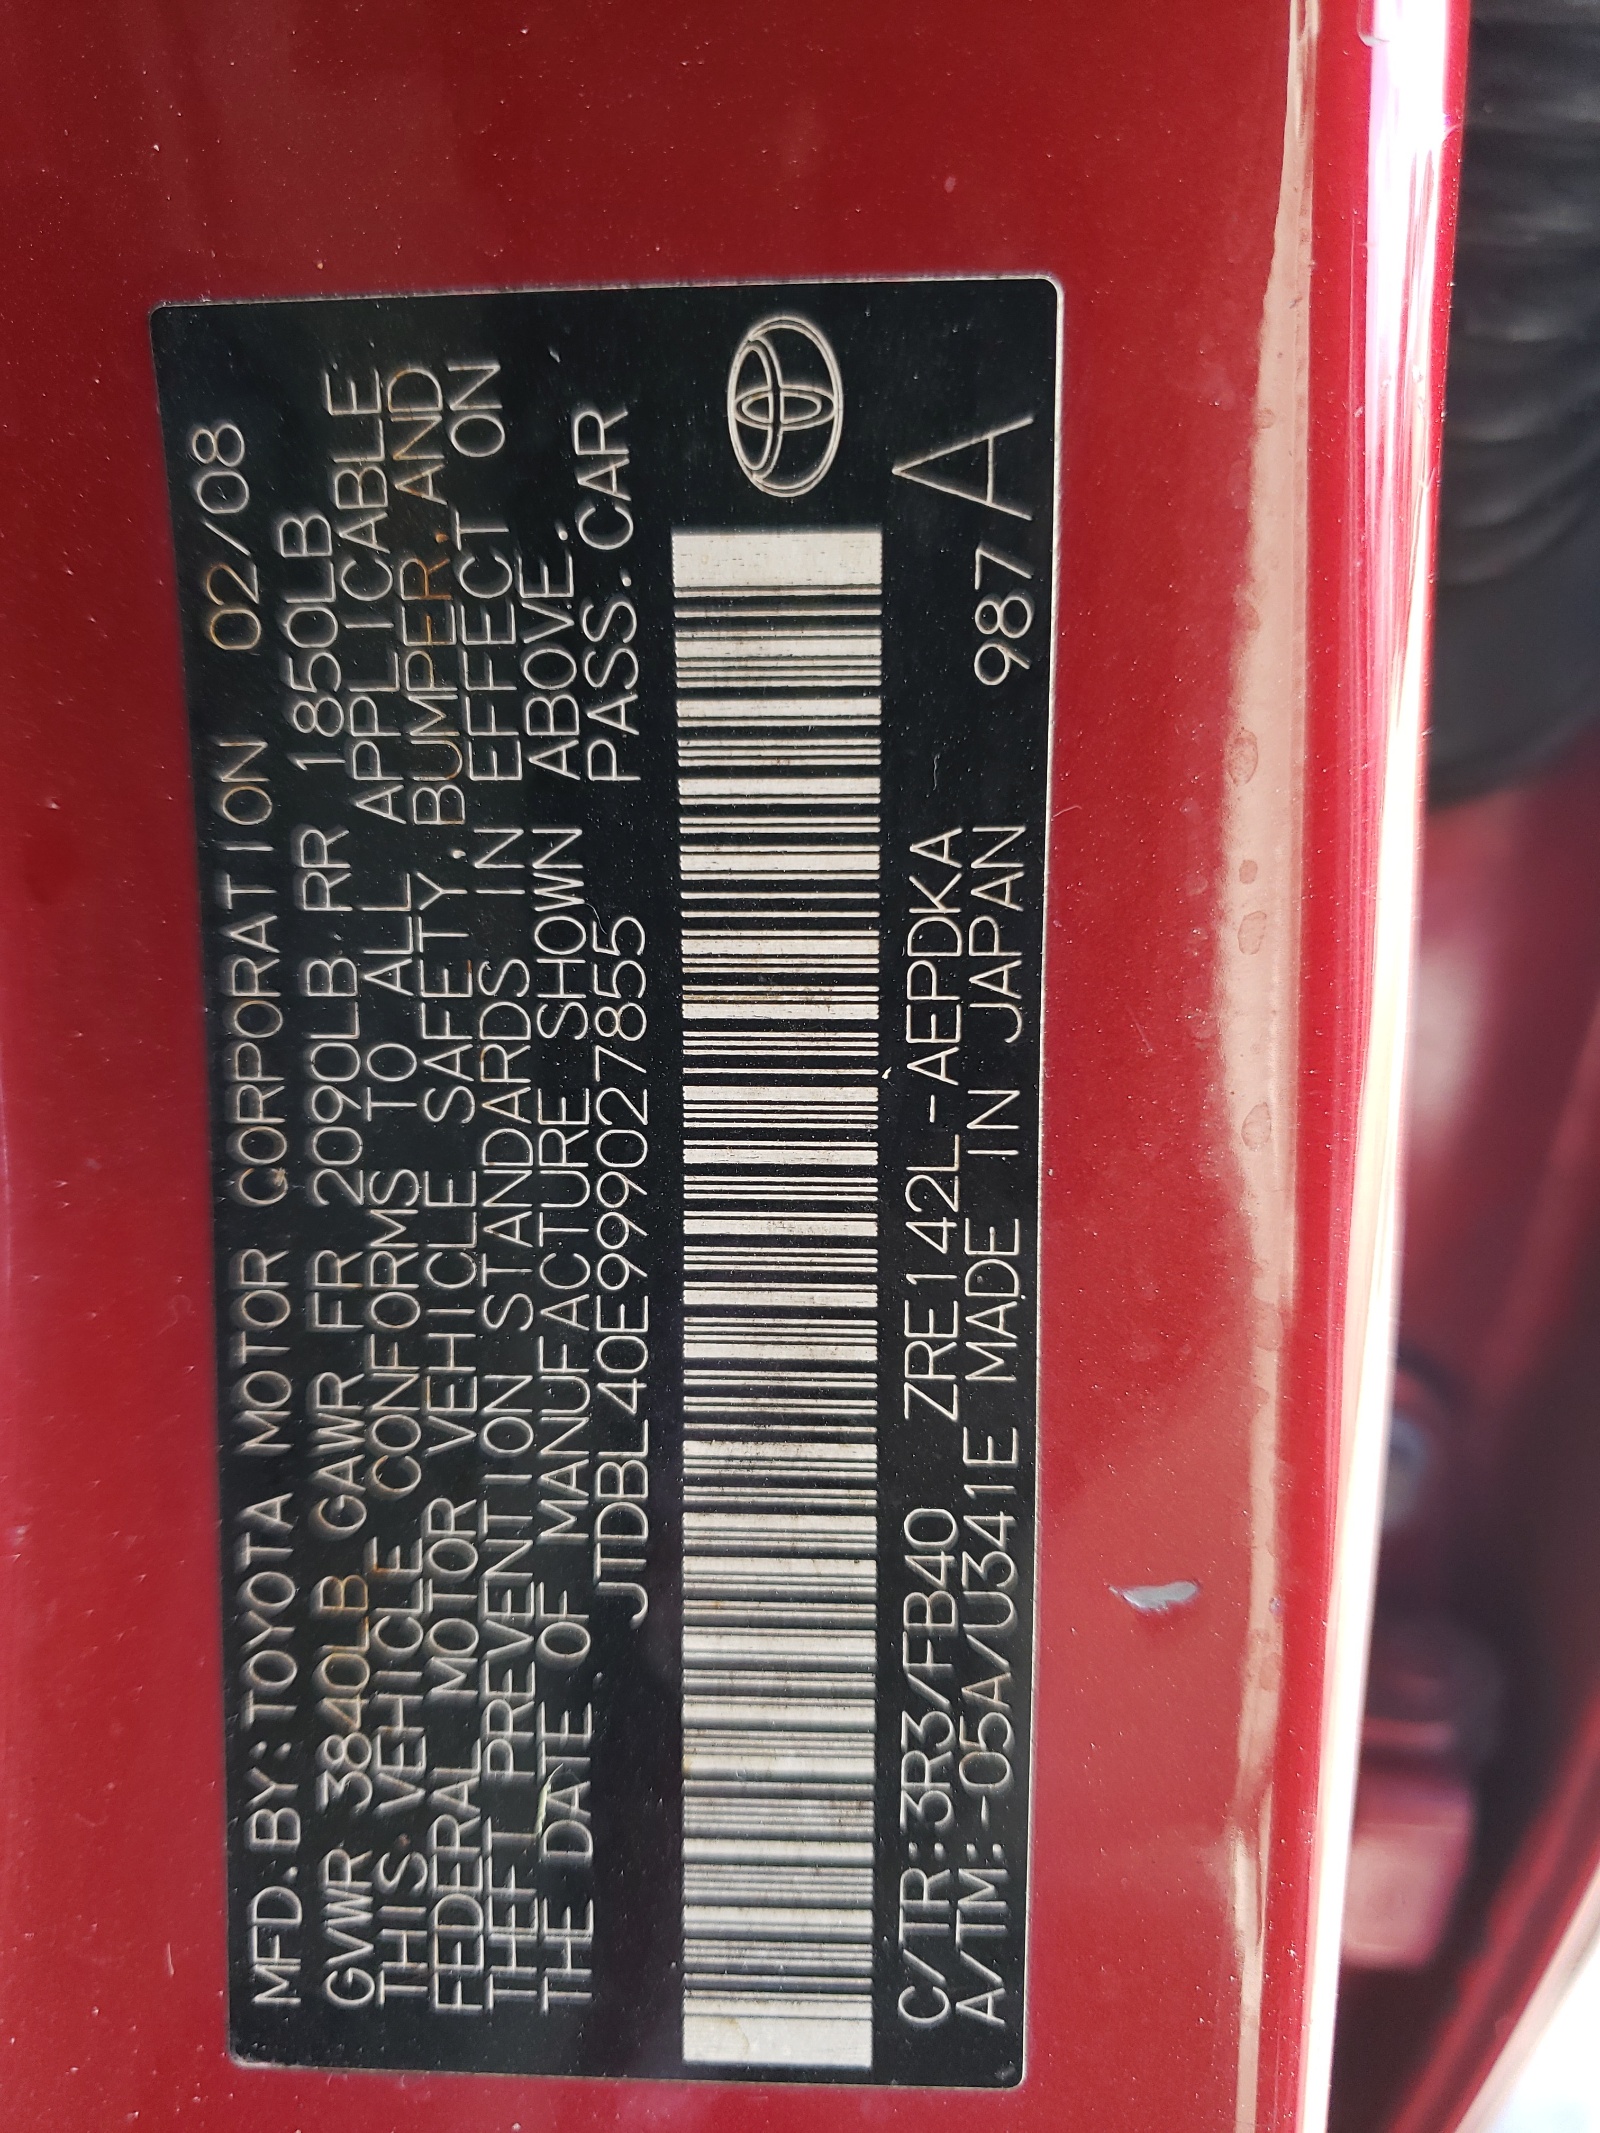 MFD.BY:TOYOTA MOTOR CORPORATION 02/08
GVWR 3840LB GAWR FR 2090LB RR 1850LB
THIS VEHICLE CONFORMS TO ALL APPLICABLE
FEDERAL MOTOR VEHICLE SAFETY, BUMPER, AND
THEFT PREVENTION STANDARDS IN EFFECT ON
THE DATE OF MANUFACTURE SHOWN ABOVE.
JTDBL40E999027855 PASS.CAR
C/TR:3R3/FB40 ZRE142L-AEPDKA
A/TM:-05A/U341E MADE IN JAPAN 987 A